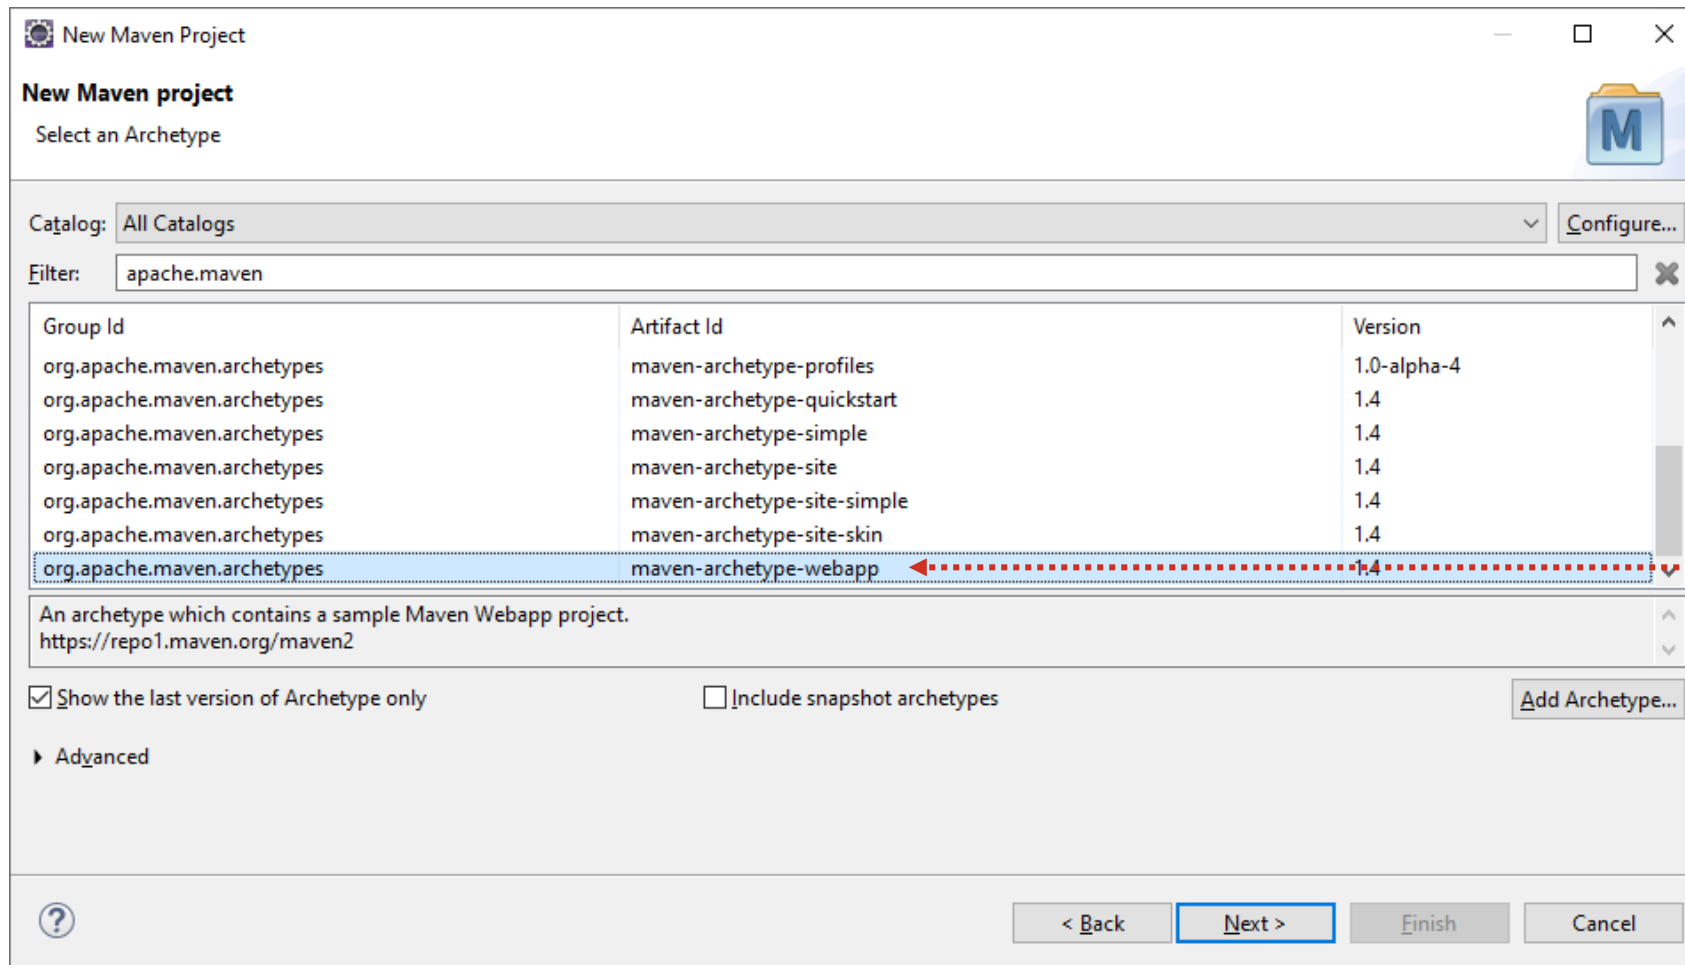 New Maven Project
New Maven project
Select an Archetype
M
Catalog: All Catalogs Configure...
Filter: apache.maven
Group Id Artifact Id Version
org.apache.maven.archetypes maven-archetype-profiles 1.0-alpha-4
org.apache.maven.archetypes maven-archetype-quickstart 1.4
org.apache.maven.archetypes maven-archetype-simple 1.4
org.apache.maven.archetypes maven-archetype-site 1.4
org.apache.maven.archetypes maven-archetype-site-simple 1.4
org.apache.maven.archetypes maven-archetype-site-skin 1.4
org.apache.maven.archetypes maven-archetype-webapp 1.4
An archetype which contains a sample Maven Webapp project.
https://repo1.maven.org/maven2
Show the last version of Archetype only Include snapshot archetypes Add Archetype...
Advanced
? < Back Next > Finish Cancel